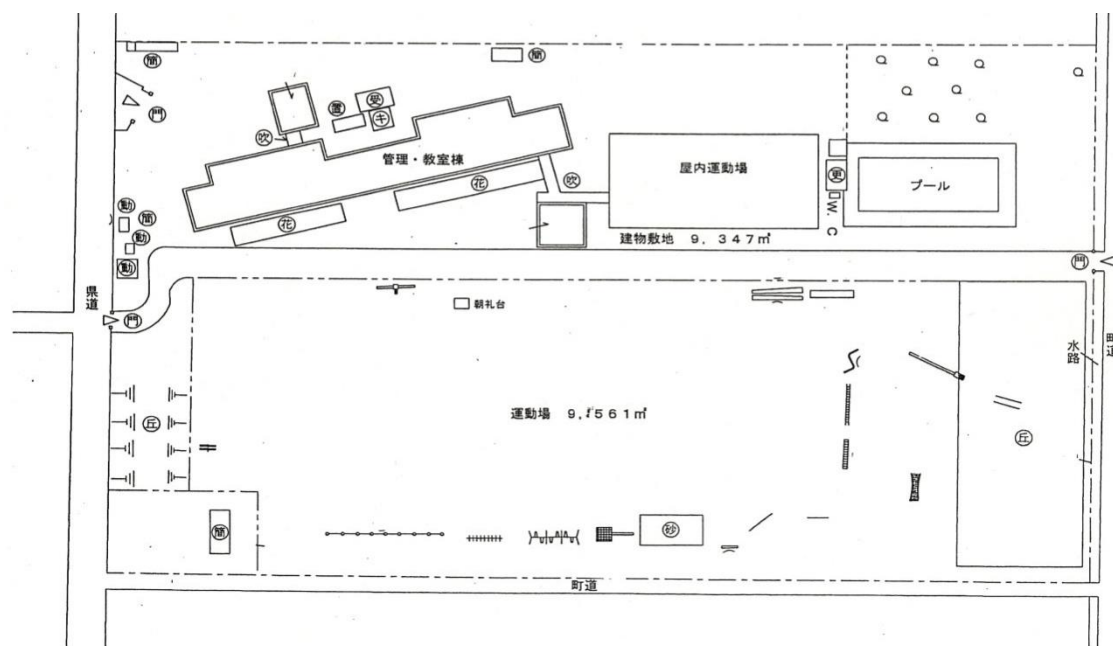 簡
簡
門
置
受
キ
吹
管理・教室棟
屋内運動場
更
プール
花
吹
W.C
動
簡
動
花
建物敷地 9,347㎡
動
門
県道
門
朝礼台
町道
水路
運動場 9,561㎡
丘
丘
簡
砂
町道